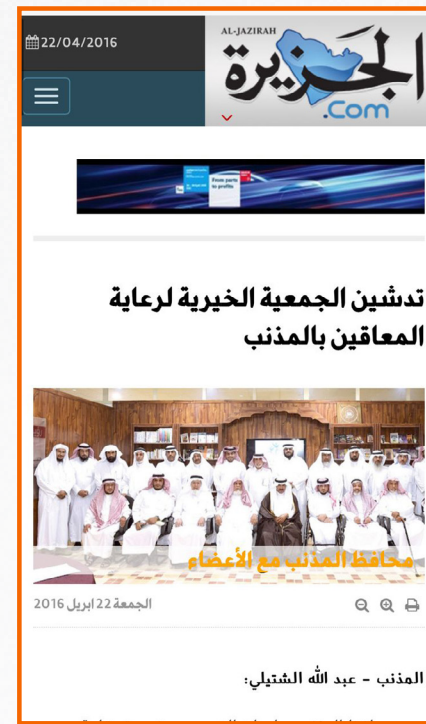 22/04/2016
AL-JAZIRAH
الجزيرة
.Com
From parts
to profits
تدشين الجمعية الخيرية لرعاية
المعاقين بالمذنب
محافظ المذنب مع الأعضاء
الجمعة 22 ابريل 2016
المذنب – عبد الله الشتيلي: